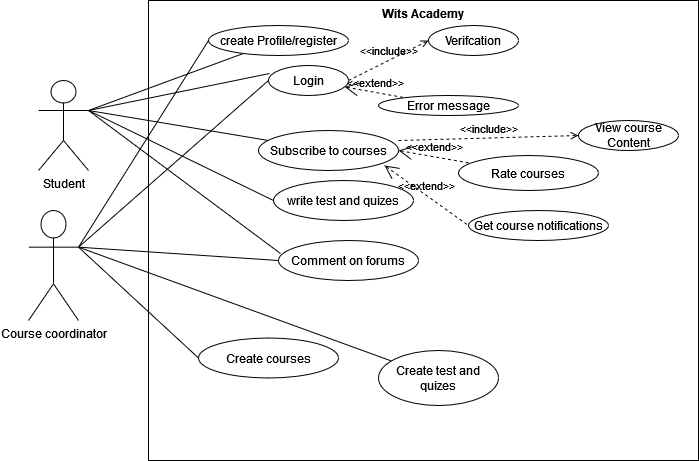 Wits Academy
create Profile/register
Verifcation
<<include>>
Login
<<extend>>
Error message
View course
Content
<<include>>
Subscribe to courses
<<extend>>
Rate courses
Student
<<extend>>
write test and quizes
Get course notifications
Comment on forums
Course coordinator
Create courses
Create test and
quizes